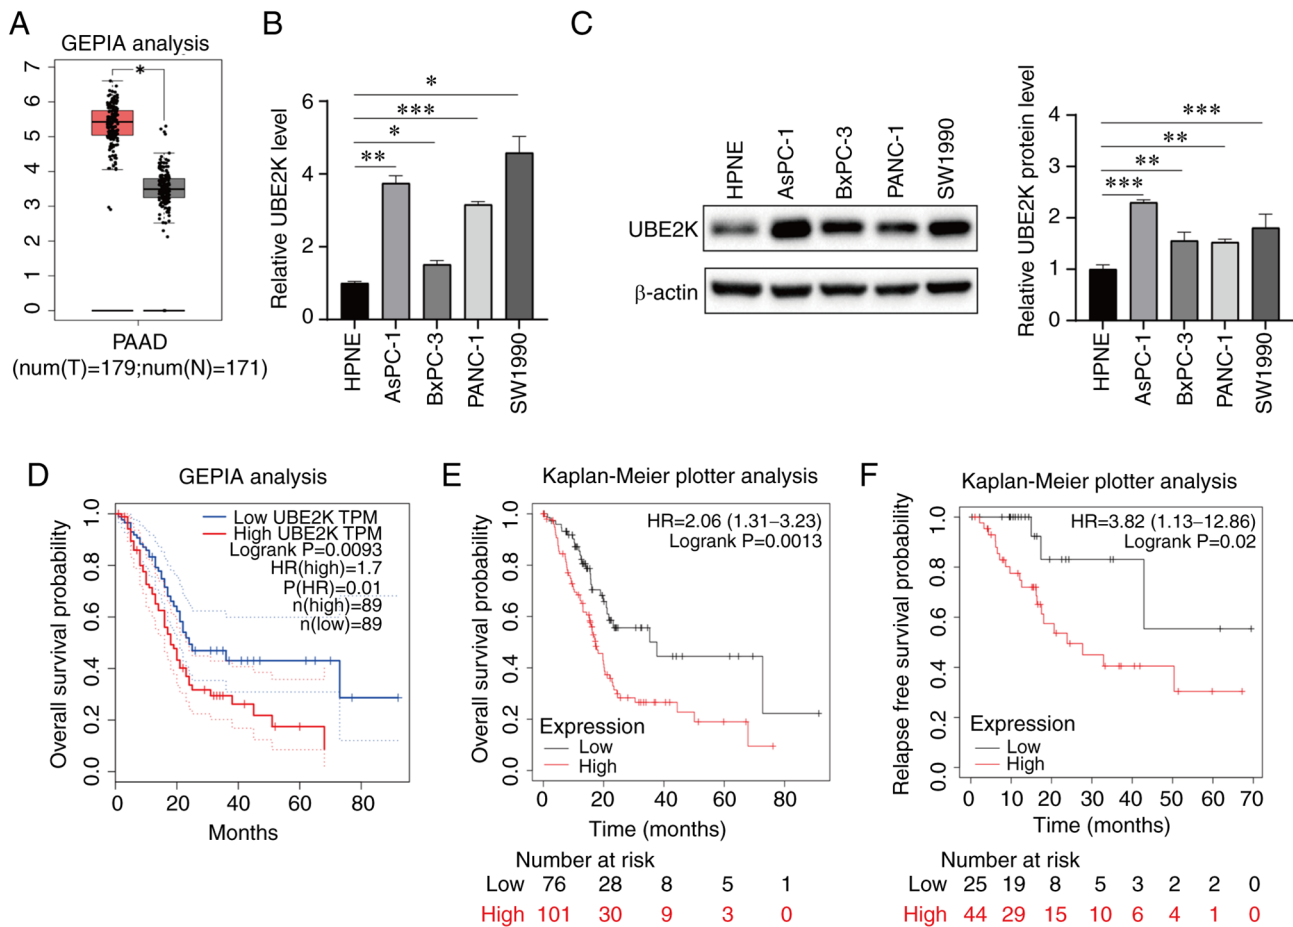 A
GEPIA analysis
*
7
6
5
4
3
2
1
0
PAAD
(num(T)=179;num(N)=171)
B
Relative UBE2K level
6
4
2
0
*
***
*
**
HPNE
AsPC-1
BxPC-3
PANC-1
SW1990
C
HPNE
AsPC-1
BxPC-3
PANC-1
SW1990
UBE2K
β-actin
Relative UBE2K protein level
4
3
2
1
0
***
**
**
***
HPNE
AsPC-1
BxPC-3
PANC-1
SW1990
D
GEPIA analysis
Overall survival probability
1.0
0.8
0.6
0.4
0.2
0.0
Low UBE2K TPM
High UBE2K TPM
Logrank P=0.0093
HR(high)=1.7
P(HR)=0.01
n(high)=89
n(low)=89
0 20 40 60 80
Months
E
Kaplan-Meier plotter analysis
Overall survival probability
1.0
0.8
0.6
0.4
0.2
0.0
HR=2.06 (1.31–3.23)
Logrank P=0.0013
Expression
Low
High
0 20 40 60 80
Time (months)
Number at risk
Low 76 28 8 5 1
High 101 30 9 3 0
F
Kaplan-Meier plotter analysis
Relapse free survival probability
1.0
0.8
0.6
0.4
0.2
0.0
HR=3.82 (1.13–12.86)
Logrank P=0.02
Expression
Low
High
0 10 20 30 40 50 60 70
Time (months)
Number at risk
Low 25 19 8 5 3 2 2 0
High 44 29 15 10 6 4 1 0